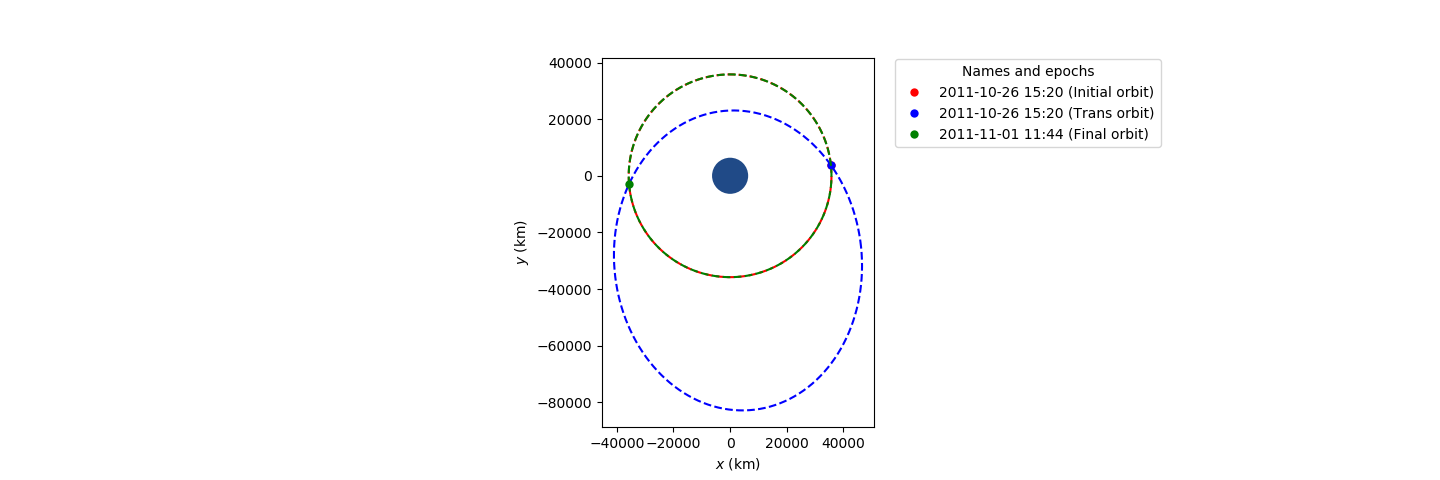 Names and epochs
2011-10-26 15:20 (Initial orbit)
2011-10-26 15:20 (Trans orbit)
2011-11-01 11:44 (Final orbit)
40000
20000
0
−20000
−40000
−60000
−80000
y (km)
−40000 −20000 0 20000 40000
x (km)